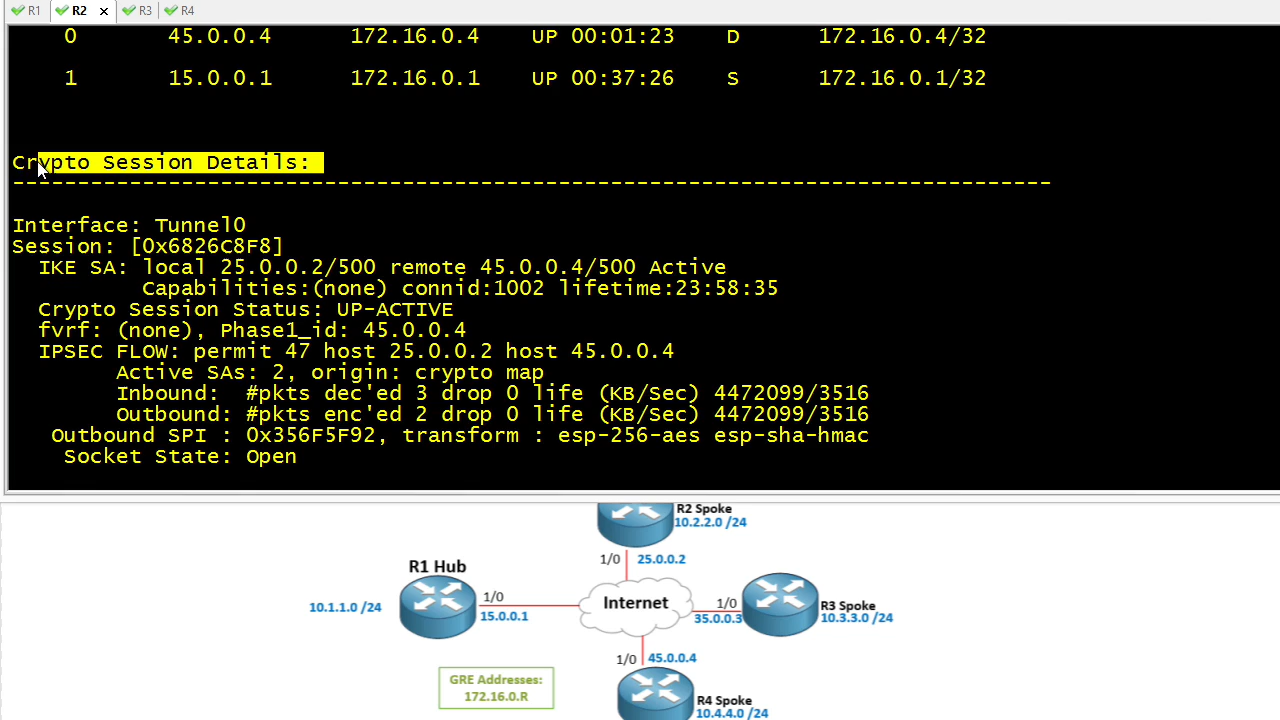 R1 R2 × R3 R4
0 45.0.0.4 172.16.0.4 UP 00:01:23 D 172.16.0.4/32
1 15.0.0.1 172.16.0.1 UP 00:37:26 S 172.16.0.1/32
Crypto Session Details:
--------------------------------------------------------------------------------
Interface: Tunnel0
Session: [0x6826C8F8]
IKE SA: local 25.0.0.2/500 remote 45.0.0.4/500 Active
Capabilities:(none) connid:1002 lifetime:23:58:35
Crypto Session Status: UP-ACTIVE
fvrf: (none), Phase1_id: 45.0.0.4
IPSEC FLOW: permit 47 host 25.0.0.2 host 45.0.0.4
Active SAs: 2, origin: crypto map
Inbound: #pkts dec'ed 3 drop 0 life (KB/Sec) 4472099/3516
Outbound: #pkts enc'ed 2 drop 0 life (KB/Sec) 4472099/3516
Outbound SPI : 0x356F5F92, transform : esp-256-aes esp-sha-hmac
Socket State: Open
R2 Spoke
10.2.2.0 /24
1/0 25.0.0.2
R1 Hub
10.1.1.0 /24
1/0
15.0.0.1
Internet
1/0
35.0.0.3
R3 Spoke
10.3.3.0 /24
1/0 45.0.0.4
GRE Addresses:
172.16.0.R
R4 Spoke
10.4.4.0 /24